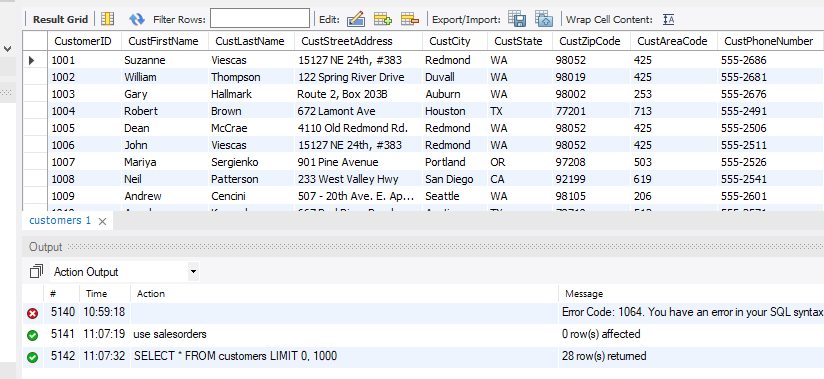 Result Grid Filter Rows: Edit: Export/Import: Wrap Cell Content:
CustomerID CustFirstName CustLastName CustStreetAddress CustCity CustState CustZipCode CustAreaCode CustPhoneNumber
1001 Suzanne Viescas 15127 NE 24th, #383 Redmond WA 98052 425 555-2686
1002 William Thompson 122 Spring River Drive Duvall WA 98019 425 555-2681
1003 Gary Hallmark Route 2, Box 203B Auburn WA 98002 253 555-2676
1004 Robert Brown 672 Lamont Ave Houston TX 77201 713 555-2491
1005 Dean McCrae 4110 Old Redmond Rd. Redmond WA 98052 425 555-2506
1006 John Viescas 15127 NE 24th, #383 Redmond WA 98052 425 555-2511
1007 Mariya Sergienko 901 Pine Avenue Portland OR 97208 503 555-2526
1008 Neil Patterson 233 West Valley Hwy San Diego CA 92199 619 555-2541
1009 Andrew Cencini 507 - 20th Ave. E. Ap... Seattle WA 98105 206 555-2601
customers 1
Output
Action Output
# Time Action Message
5140 10:59:18 Error Code: 1064. You have an error in your SQL syntax
5141 11:07:19 use salesorders 0 row(s) affected
5142 11:07:32 SELECT * FROM customers LIMIT 0, 1000 28 row(s) returned